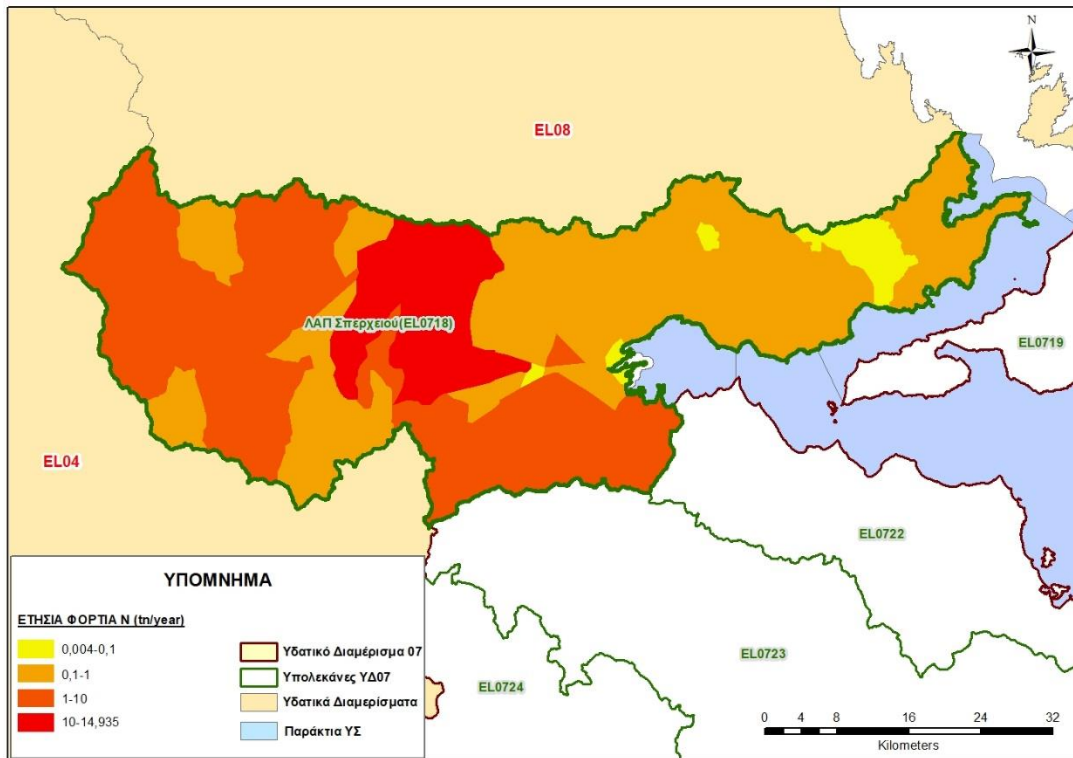 N
EL08
ΛΑΠ Σπερχειού(EL0718)
EL0719
EL04
EL0722
EL0723
EL0724
ΥΠΟΜΝΗΜΑ
ΕΤΗΣΙΑ ΦΟΡΤΙΑ Ν (tn/year)
0,004-0,1
0,1-1
1-10
10-14,935
Υδατικό Διαμέρισμα 07
Υπολεκάνες ΥΔ07
Υδατικά Διαμερίσματα
Παράκτια ΥΣ
0 4 8 16 24 32
Kilometers